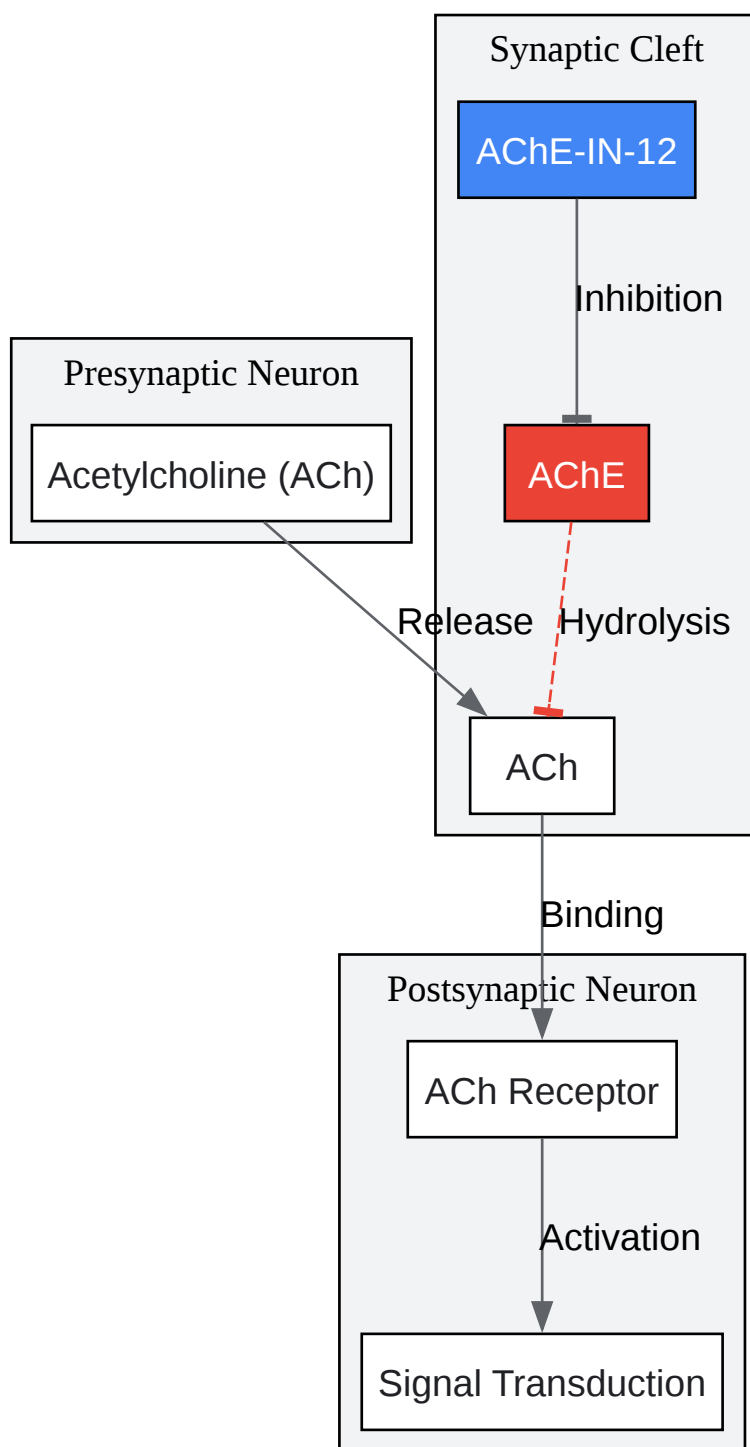 Synaptic Cleft
AChE-IN-12
Inhibition
Presynaptic Neuron
Acetylcholine (ACh)
AChE
Release
Hydrolysis
ACh
Binding
Postsynaptic Neuron
ACh Receptor
Activation
Signal Transduction